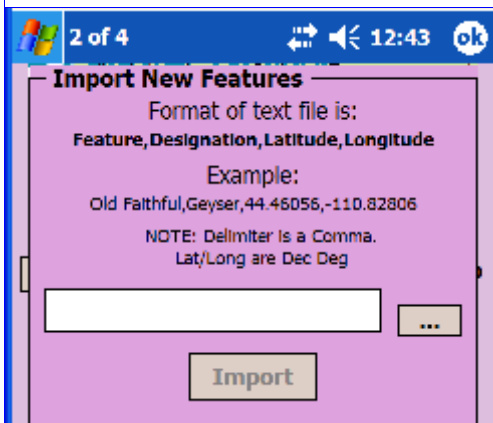 2 of 4 12:43 ok
Import New Features
Format of text file is:
Feature,Designation,Latitude,Longitude
Example:
Old Faithful,Geyser,44.46056,-110.82806
NOTE: Delimiter is a Comma.
Lat/Long are Dec Deg
...
Import